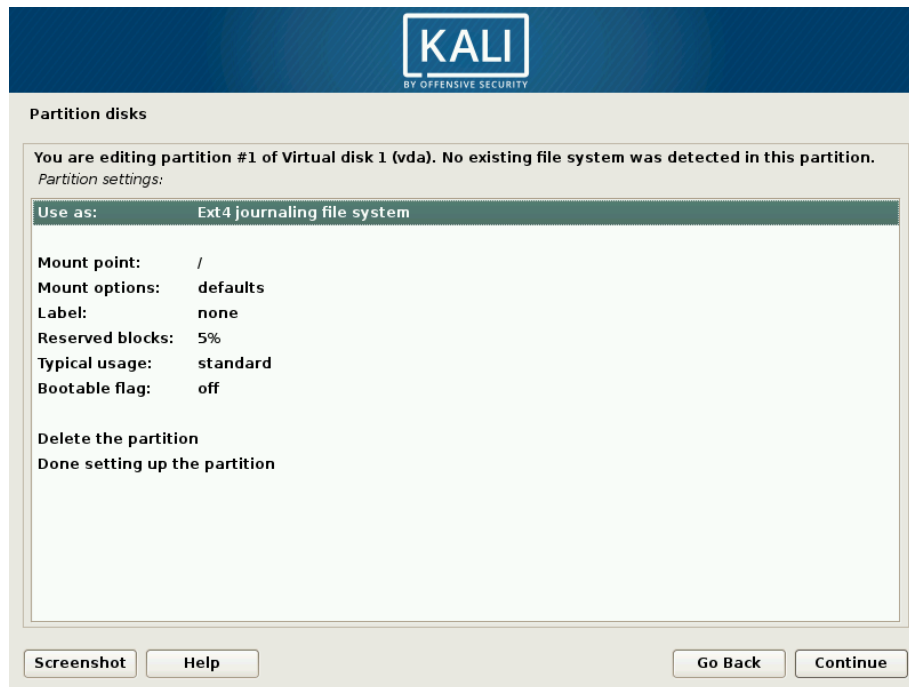 KALI
BY OFFENSIVE SECURITY
Partition disks
You are editing partition #1 of Virtual disk 1 (vda). No existing file system was detected in this partition.
Partition settings:
Use as: Ext4 journaling file system
Mount point: /
Mount options: defaults
Label: none
Reserved blocks: 5%
Typical usage: standard
Bootable flag: off
Delete the partition
Done setting up the partition
Screenshot Help Go Back Continue